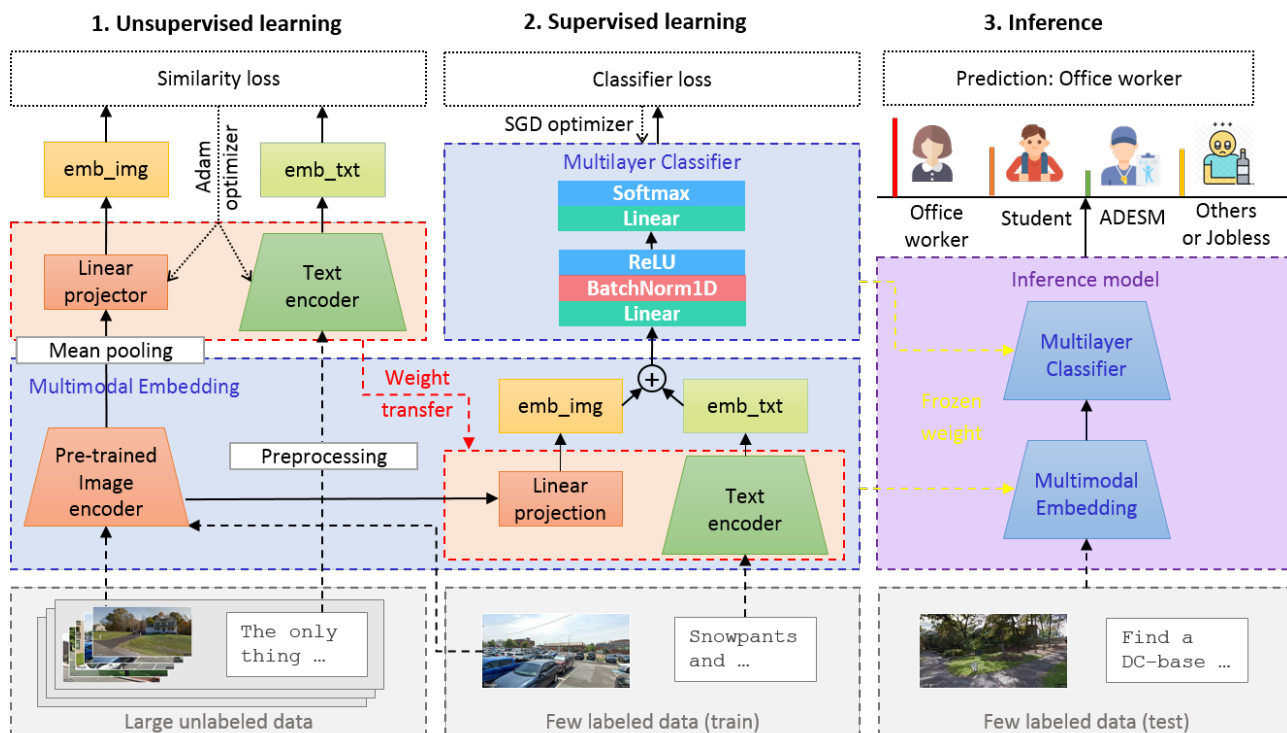 1. Unsupervised learning
Similarity loss
emb_img
Adam
optimizer
emb_txt
Linear
projector
Text
encoder
Mean pooling
Multimodal Embedding
Weight
transfer
Pre-trained
Image
encoder
Preprocessing
The only
thing …
Large unlabeled data
2. Supervised learning
Classifier loss
SGD optimizer
Multilayer Classifier
Softmax
Linear
ReLU
BatchNorm1D
Linear
+
emb_img
emb_txt
Linear
projection
Text
encoder
Snowpants
and …
Few labeled data (train)
3. Inference
Prediction: Office worker
Office
worker
Student
ADESM
Others
or Jobless
Inference model
Multilayer
Classifier
Frozen
weight
Multimodal
Embedding
Find a
DC-base …
Few labeled data (test)